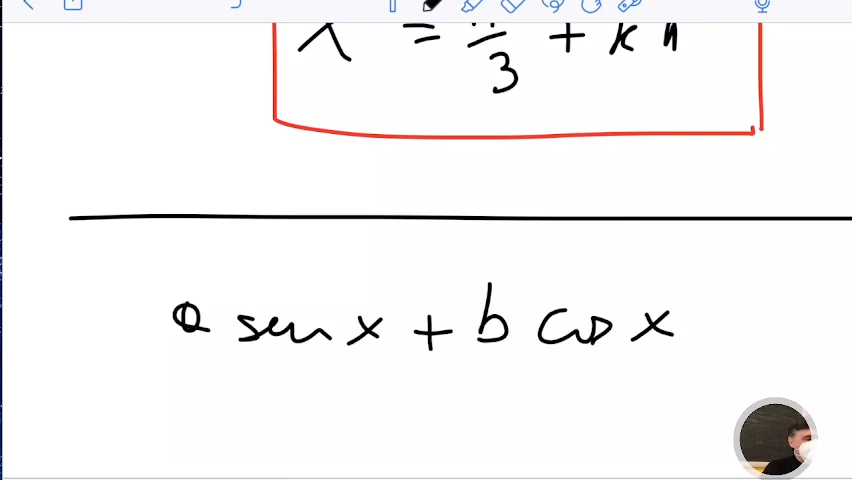 = π/3 + kπ
a sen x + b cos x